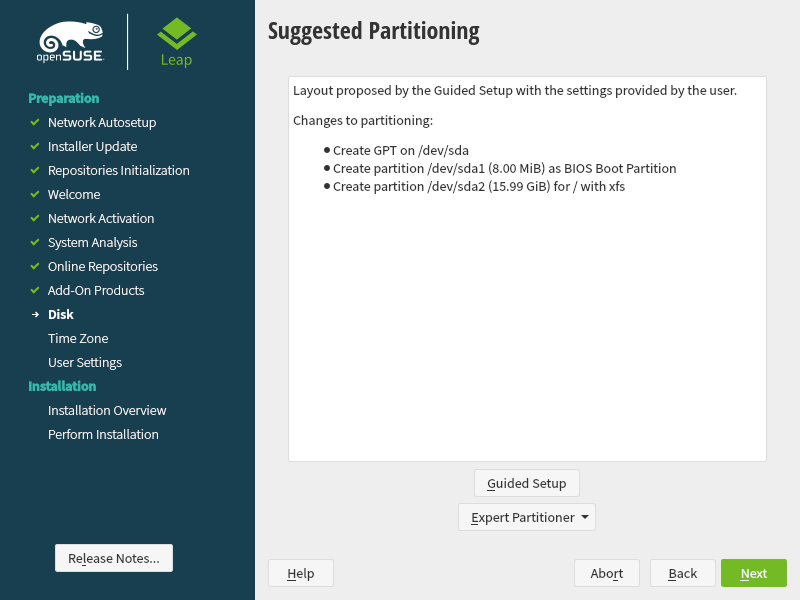 openSUSE
Leap
Preparation
Network Autosetup
Installer Update
Repositories Initialization
Welcome
Network Activation
System Analysis
Online Repositories
Add-On Products
Disk
Time Zone
User Settings
Installation
Installation Overview
Perform Installation
Release Notes...
Suggested Partitioning
Layout proposed by the Guided Setup with the settings provided by the user.
Changes to partitioning:
● Create GPT on /dev/sda
● Create partition /dev/sda1 (8.00 MiB) as BIOS Boot Partition
● Create partition /dev/sda2 (15.99 GiB) for / with xfs
Guided Setup
Expert Partitioner
Help
Abort
Back
Next